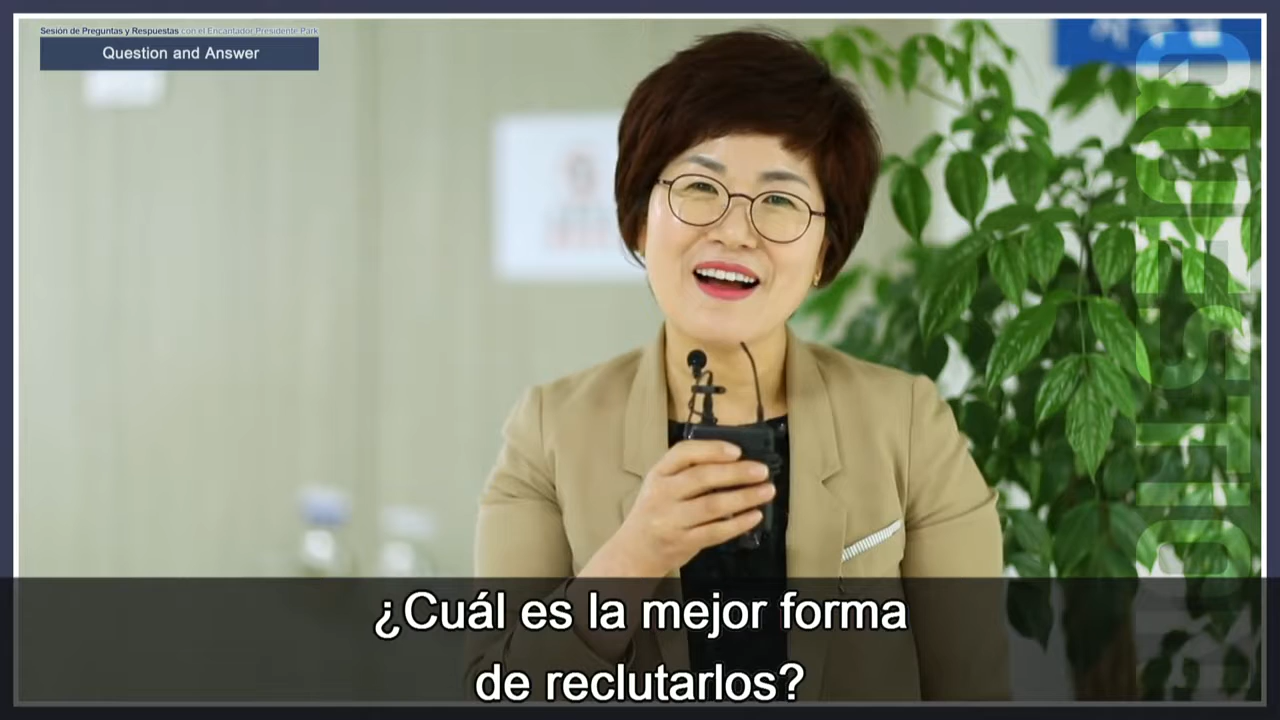 Sesión de Preguntas y Respuestas con el Encantador Presidente Park
Question and Answer
QUESTIO
¿Cuál es la mejor forma
de reclutarlos?